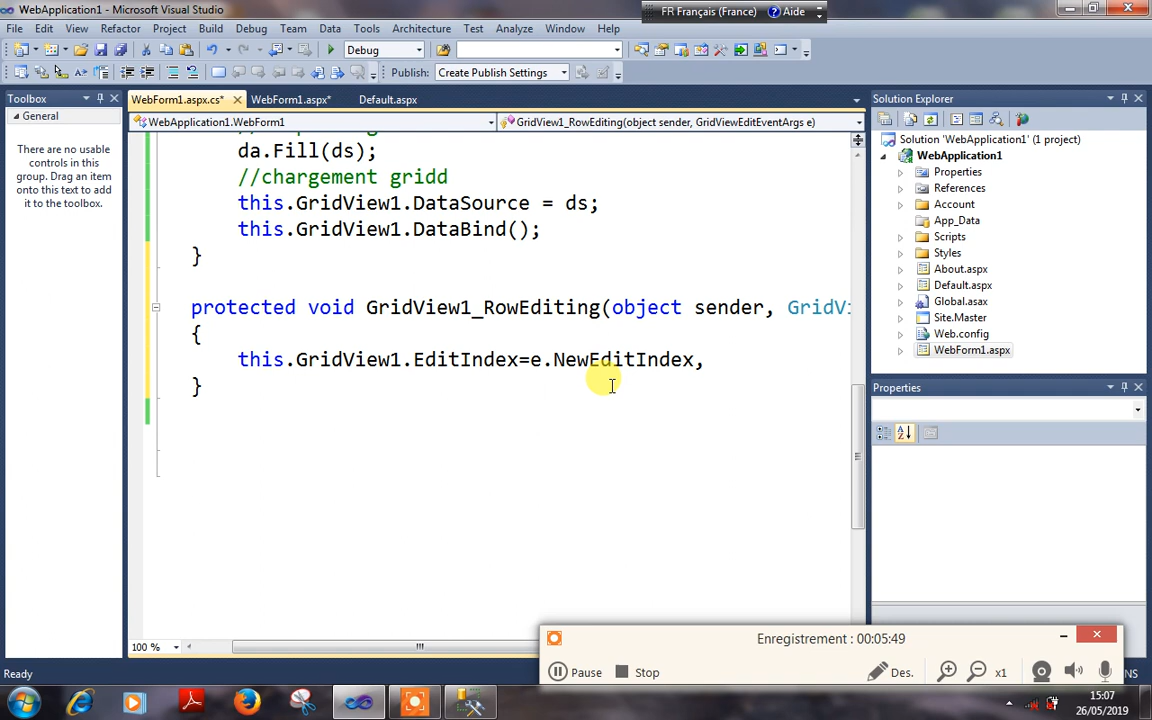 WebApplication1 - Microsoft Visual Studio
FR Français (France) Aide
File Edit View Refactor Project Build Debug Team Data Tools Architecture Test Analyze Window Help
Debug
Publish: Create Publish Settings
Toolbox
General
There are no usable
controls in this
group. Drag an item
onto this text to add
it to the toolbox.
WebForm1.aspx.cs* WebForm1.aspx* Default.aspx
WebApplication1.WebForm1 GridView1_RowEditing(object sender, GridViewEditEventArgs e)
da.Fill(ds);
//chargement gridd
this.GridView1.DataSource = ds;
this.GridView1.DataBind();
}
protected void GridView1_RowEditing(object sender, GridVi
{
this.GridView1.EditIndex=e.NewEditIndex,
}
100 %
Solution Explorer
Solution 'WebApplication1' (1 project)
WebApplication1
Properties
References
Account
App_Data
Scripts
Styles
About.aspx
Default.aspx
Global.asax
Site.Master
Web.config
WebForm1.aspx
Properties
Enregistrement : 00:05:49
Pause Stop Des. x1
Ready
NS
15:07
26/05/2019